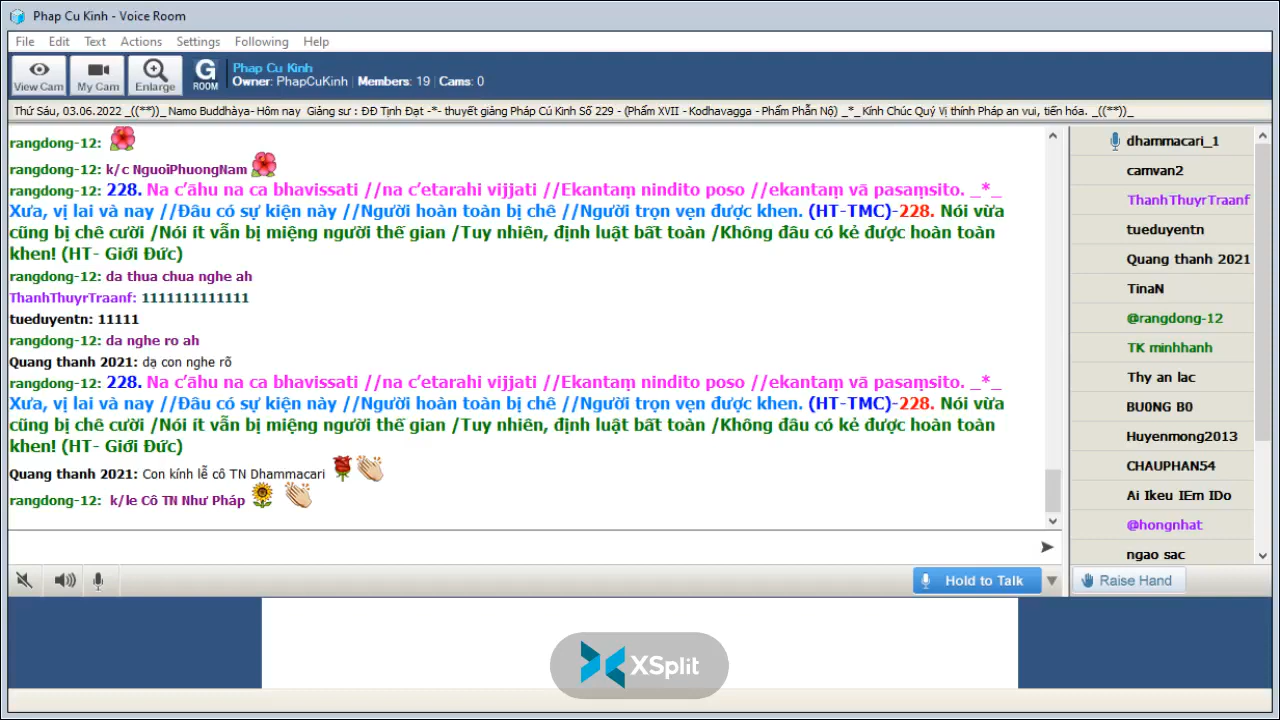 Phap Cu Kinh - Voice Room
File Edit Text Actions Settings Following Help
View Cam My Cam Enlarge G ROOM
Phap Cu Kinh
Owner: PhapCuKinh | Members: 19 | Cams: 0
Thứ Sáu, 03.06.2022 _((**))_ Namo Buddhàya- Hôm nay Giảng sư : ĐĐ Tịnh Đạt -*- thuyết giảng Pháp Cú Kinh Số 229 - (Phẩm XVII - Kodhavagga - Phẩm Phẫn Nộ) _*_ Kính Chúc Quý Vị thính Pháp an vui, tiến hóa. _((**))_
rangdong-12:
rangdong-12: k/c NguoiPhuongNam
rangdong-12: 228. Na c’āhu na ca bhavissati //na c’etarahi vijjati //Ekantaṃ nindito poso //ekantaṃ vā pasaṃsito. _*_
Xưa, vị lai và nay //Đâu có sự kiện này //Người hoàn toàn bị chê //Người trọn vẹn được khen. (HT-TMC)-228. Nói vừa
cũng bị chê cười /Nói ít vẫn bị miệng người thế gian /Tuy nhiên, định luật bất toàn /Không đâu có kẻ được hoàn toàn
khen! (HT- Giới Đức)
rangdong-12: da thua chua nghe ah
ThanhThuyrTraanf: 1111111111111
tueduyentn: 11111
rangdong-12: da nghe ro ah
Quang thanh 2021: dạ con nghe rõ
rangdong-12: 228. Na c’āhu na ca bhavissati //na c’etarahi vijjati //Ekantaṃ nindito poso //ekantaṃ vā pasaṃsito. _*_
Xưa, vị lai và nay //Đâu có sự kiện này //Người hoàn toàn bị chê //Người trọn vẹn được khen. (HT-TMC)-228. Nói vừa
cũng bị chê cười /Nói ít vẫn bị miệng người thế gian /Tuy nhiên, định luật bất toàn /Không đâu có kẻ được hoàn toàn
khen! (HT- Giới Đức)
Quang thanh 2021: Con kính lễ cô TN Dhammacari
rangdong-12: k/le Cô TN Như Pháp
dhammacari_1
camvan2
ThanhThuyrTraanf
tueduyentn
Quang thanh 2021
TinaN
@rangdong-12
TK minhhanh
Thy an lac
BU0NG B0
Huyenmong2013
CHAUPHAN54
Ai Ikeu IEm IDo
@hongnhat
ngao sac
Hold to Talk
Raise Hand
XSplit